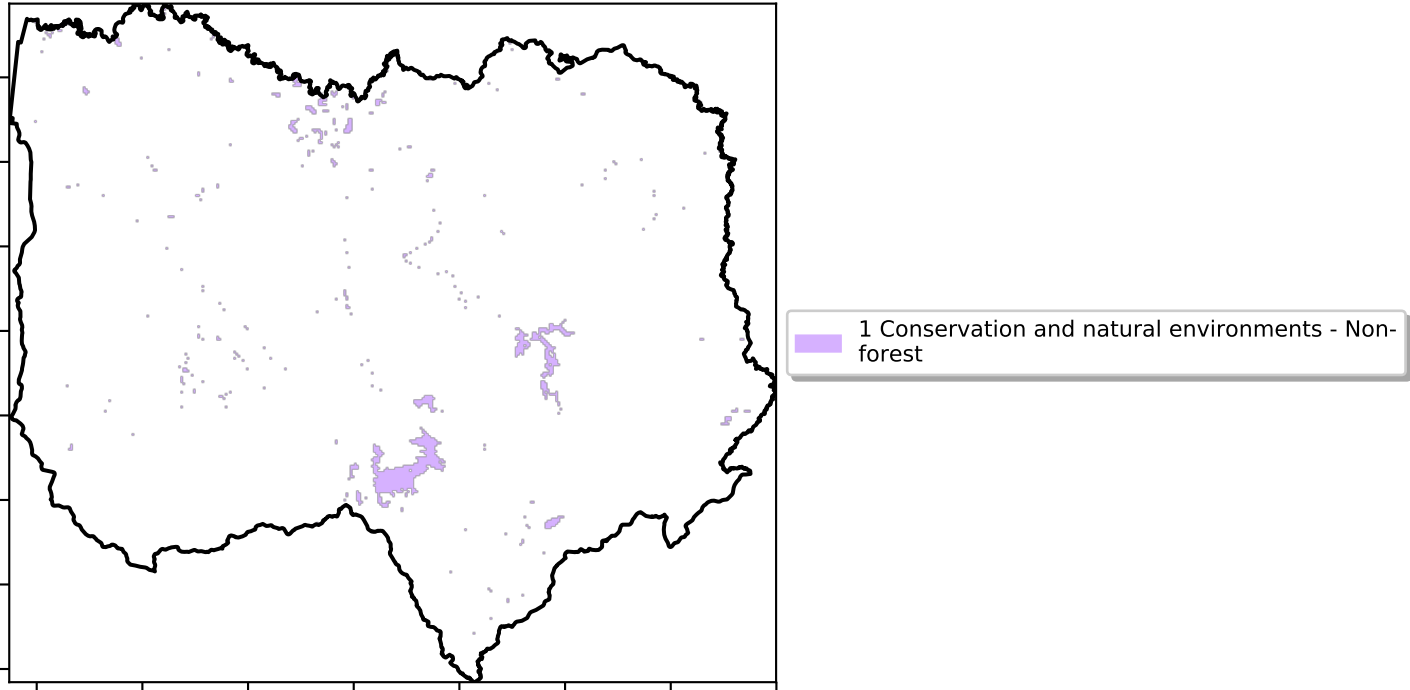 1 Conservation and natural environments - Non-
forest